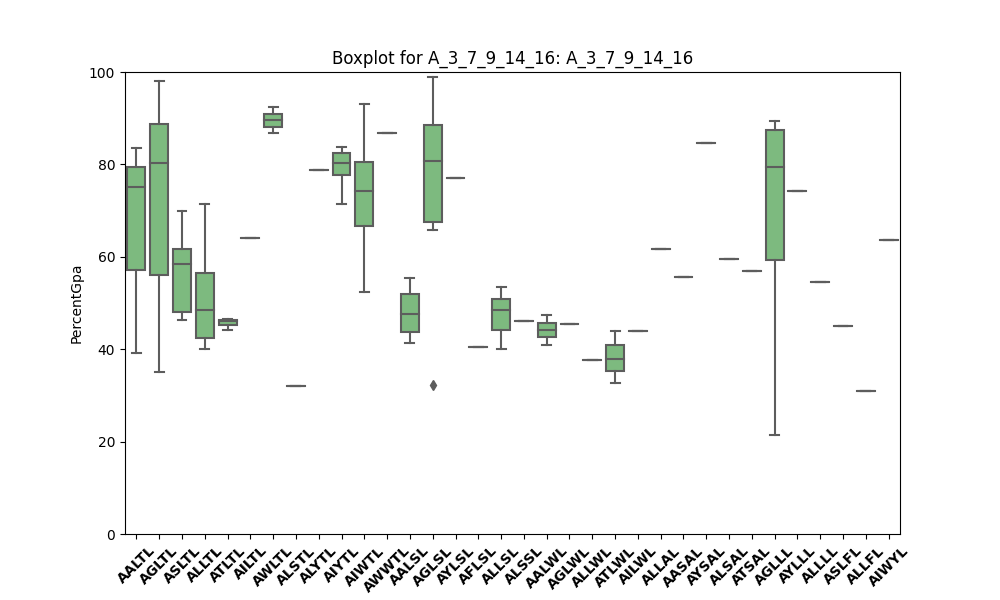 Boxplot for A_3_7_9_14_16: A_3_7_9_14_16
PercentGpa
100
80
60
40
20
0
AALTL
AGLTL
ASLTL
ALLTL
ATLTL
AILTL
AWLTL
ALSTL
ALYTL
AIYTL
AIWTL
AWWTL
AALSL
AGLSL
AYLSL
AFLSL
ALLSL
ALSSL
AALWL
AGLWL
ALLWL
ATLWL
AILWL
ALLAL
AASAL
AYSAL
ALSAL
ATSAL
AGLLL
AYLLL
ALLLL
ASLFL
ALLFL
AIWYL